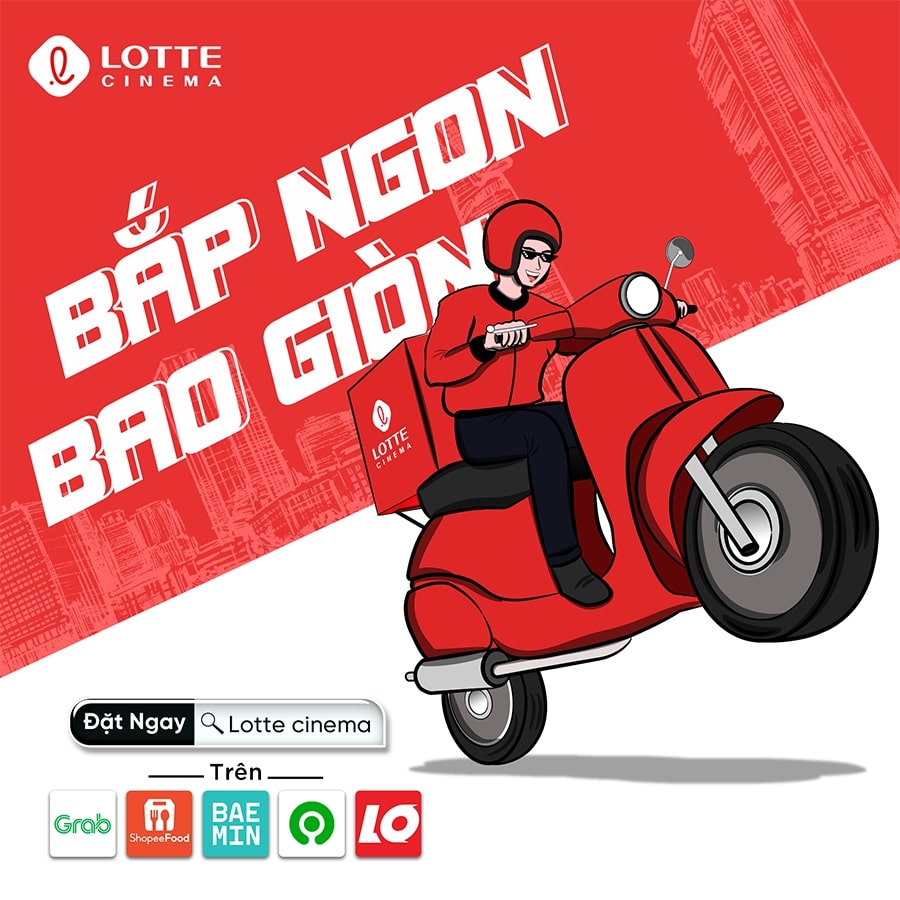 LOTTE
CINEMA
BẮP NGON
BAO GIÒN
LOTTE
CINEMA
Đặt Ngay Lotte cinema
Trên
Grab
ShopeeFood
BAE
MIN
LO